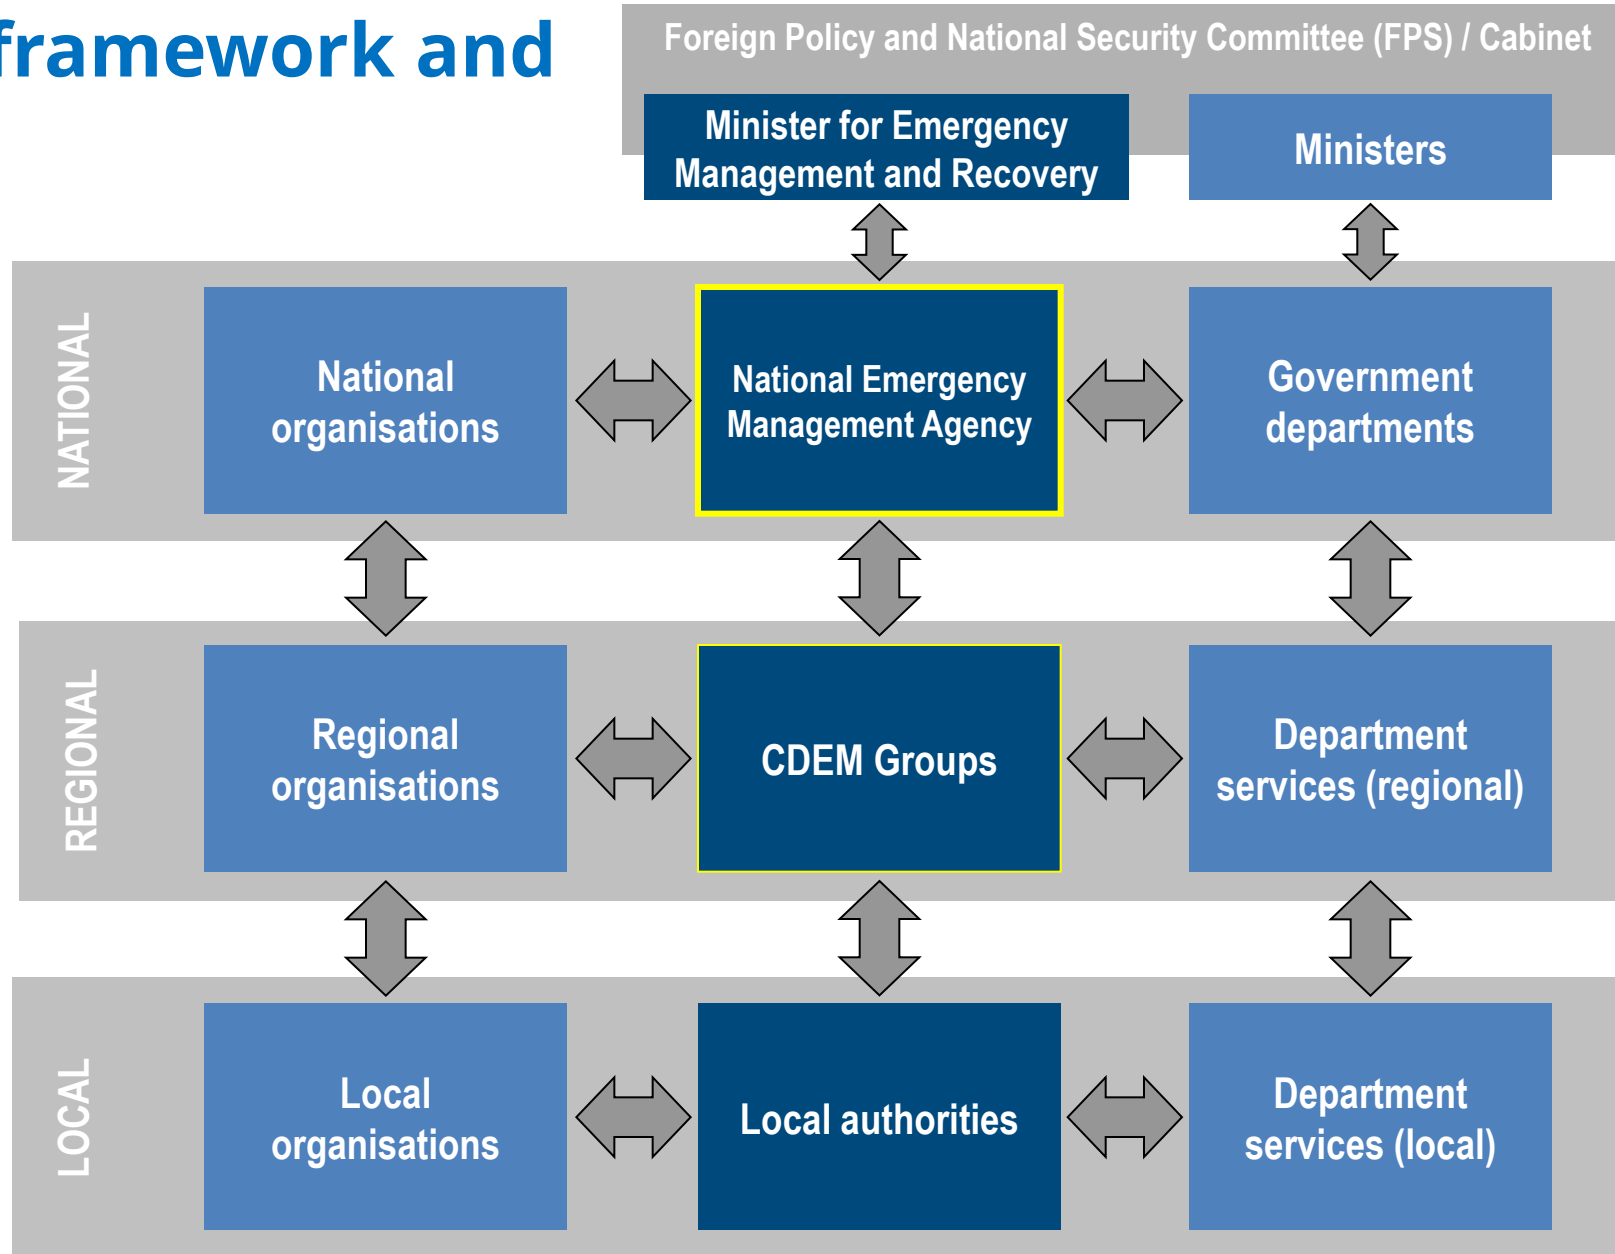 framework and
Foreign Policy and National Security Committee (FPS) / Cabinet
Minister for Emergency
Management and Recovery
Ministers
NATIONAL
National
organisations
National Emergency
Management Agency
Government
departments
REGIONAL
Regional
organisations
CDEM Groups
Department
services (regional)
LOCAL
Local
organisations
Local authorities
Department
services (local)